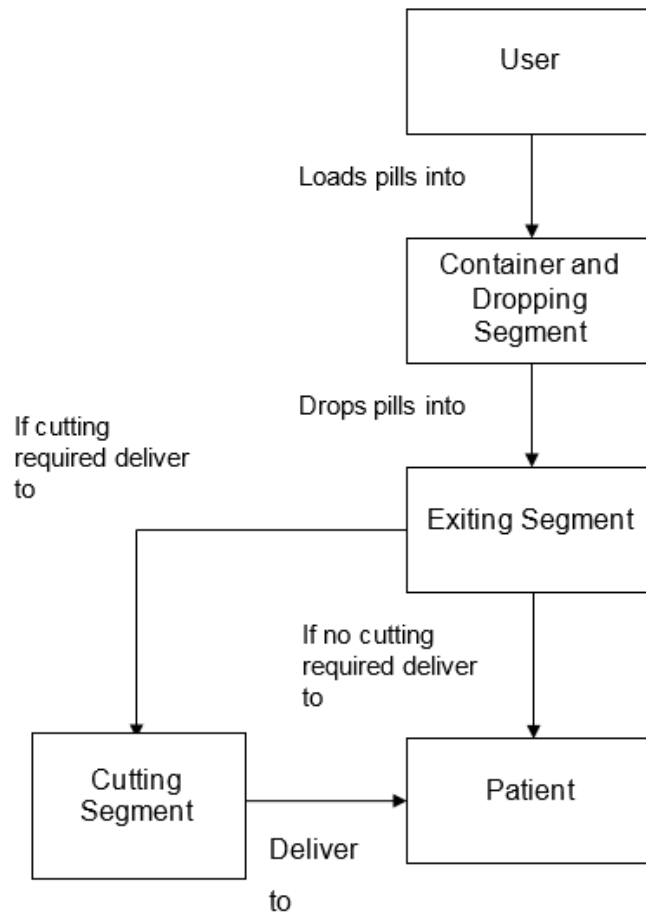 User
Loads pills into
Container and
Dropping
Segment
Drops pills into
If cutting
required deliver
to
Exiting Segment
If no cutting
required deliver
to
Cutting
Segment
Patient
Deliver
to